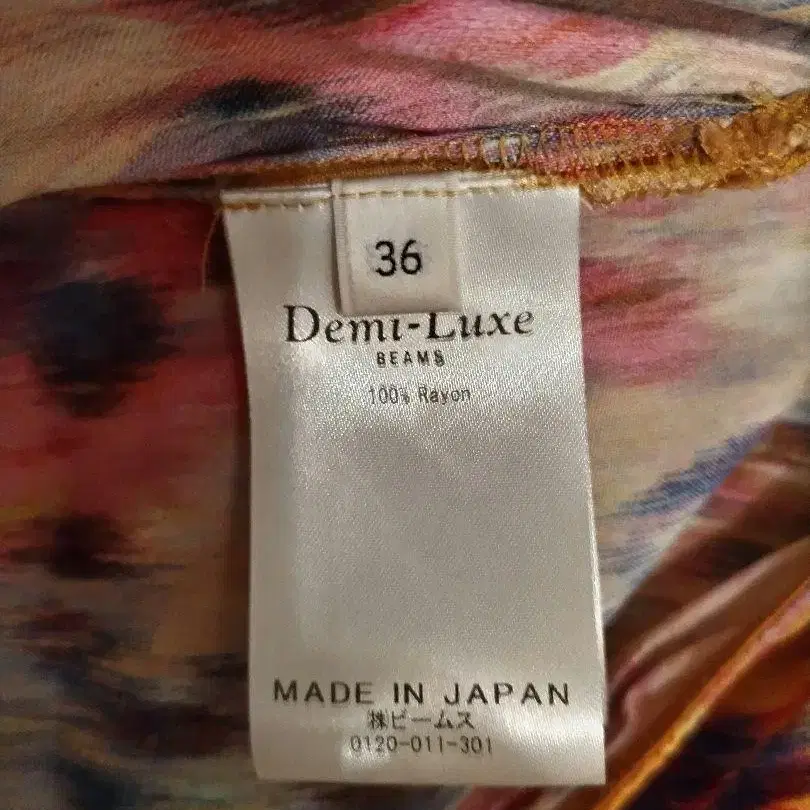 36
Demi-Luxe
BEAMS
100% Rayon
MADE IN JAPAN
㈱ビームス
0120-011-301